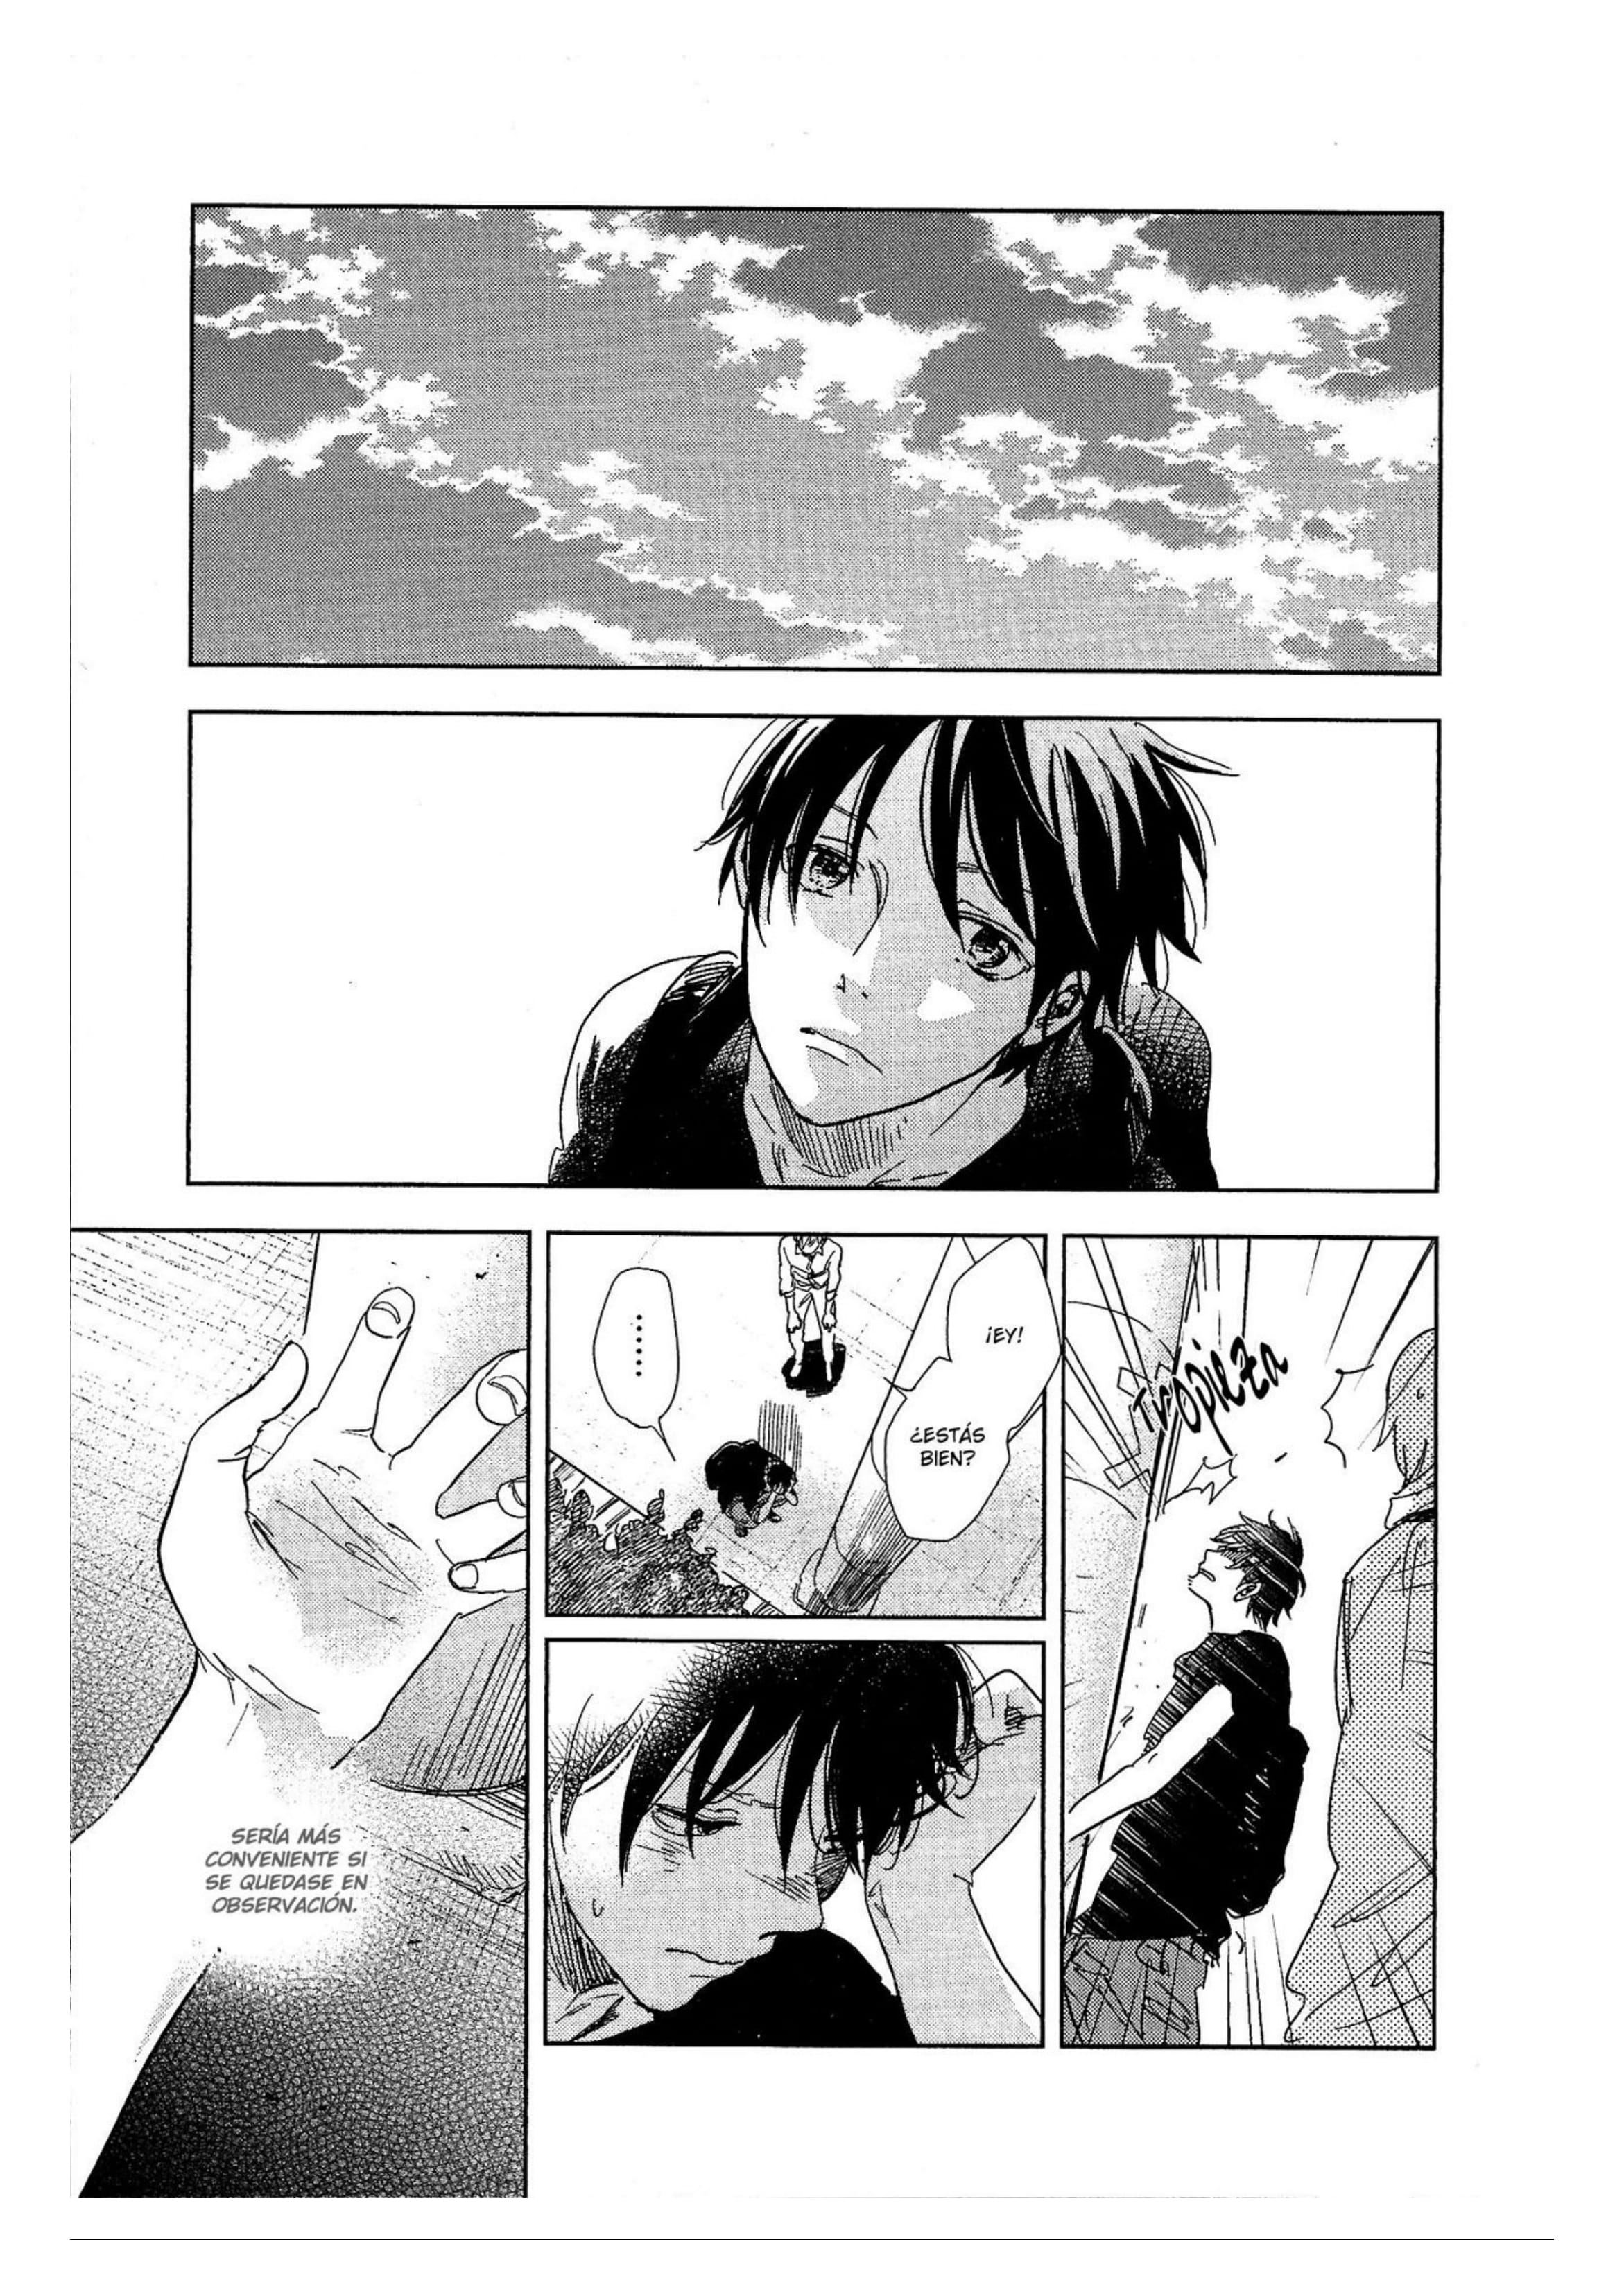 Tropieza
¡EY!
¿ESTÁS
BIEN?
.......
SERÍA MÁS
CONVENIENTE SI
SE QUEDASE EN
OBSERVACIÓN.